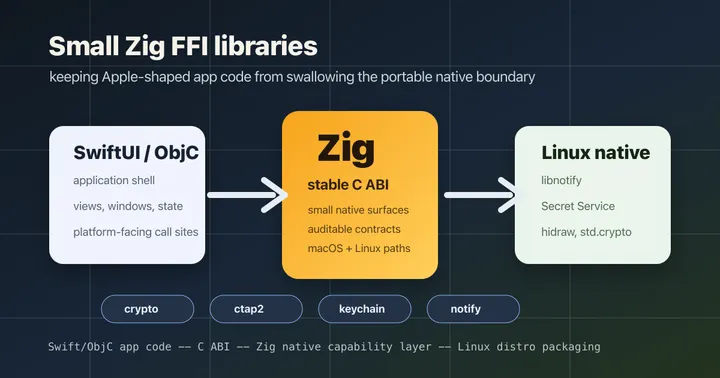 Small Zig FFI libraries
keeping Apple-shaped app code from swallowing the portable native boundary
SwiftUI / ObjC
application shell
views, windows, state
platform-facing call sites
Zig
stable C ABI
small native surfaces
auditable contracts
macOS + Linux paths
Linux native
libnotify
Secret Service
hidraw, std.crypto
crypto
ctap2
keychain
notify
Swift/ObjC app code —— C ABI —— Zig native capability layer —— Linux distro packaging